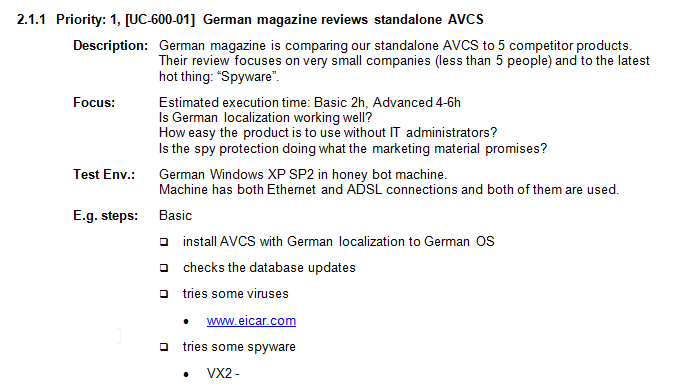 2.1.1 Priority: 1, [UC-600-01] German magazine reviews standalone AVCS
Description: German magazine is comparing our standalone AVCS to 5 competitor products.
Their review focuses on very small companies (less than 5 people) and to the latest
hot thing: “Spyware”.
Focus: Estimated execution time: Basic 2h, Advanced 4-6h
Is German localization working well?
How easy the product is to use without IT administrators?
Is the spy protection doing what the marketing material promises?
Test Env.: German Windows XP SP2 in honey bot machine.
Machine has both Ethernet and ADSL connections and both of them are used.
E.g. steps: Basic
❑ install AVCS with German localization to German OS
❑ checks the database updates
❑ tries some viruses
• www.eicar.com
❑ tries some spyware
• VX2 -